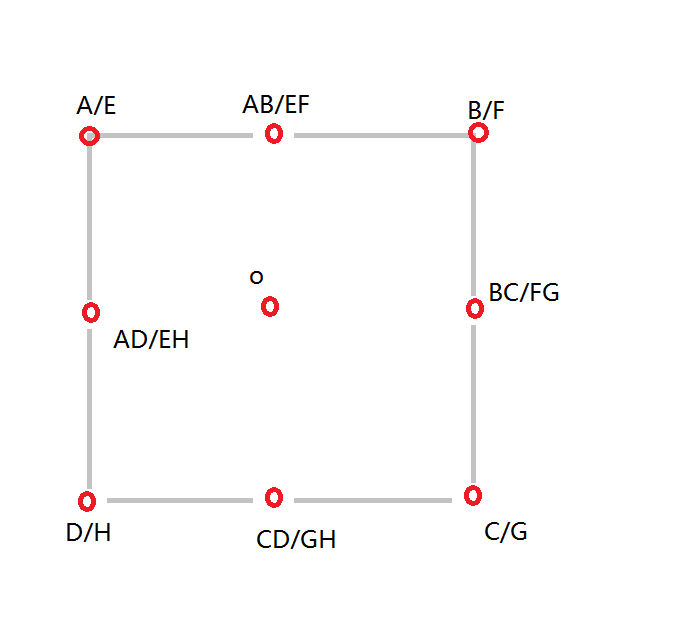 A/E
AB/EF
B/F
o
BC/FG
AD/EH
D/H
CD/GH
C/G